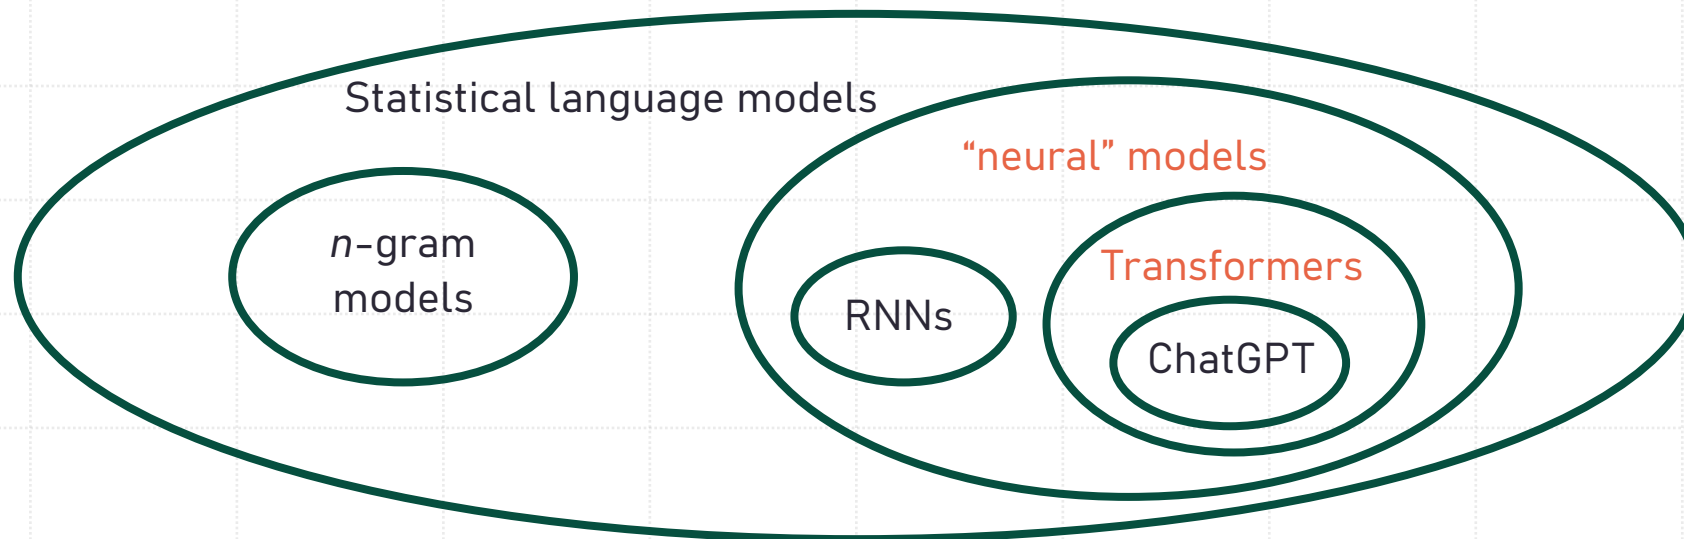 Statistical language models
“neural” models
n-gram
models
RNNs
Transformers
ChatGPT